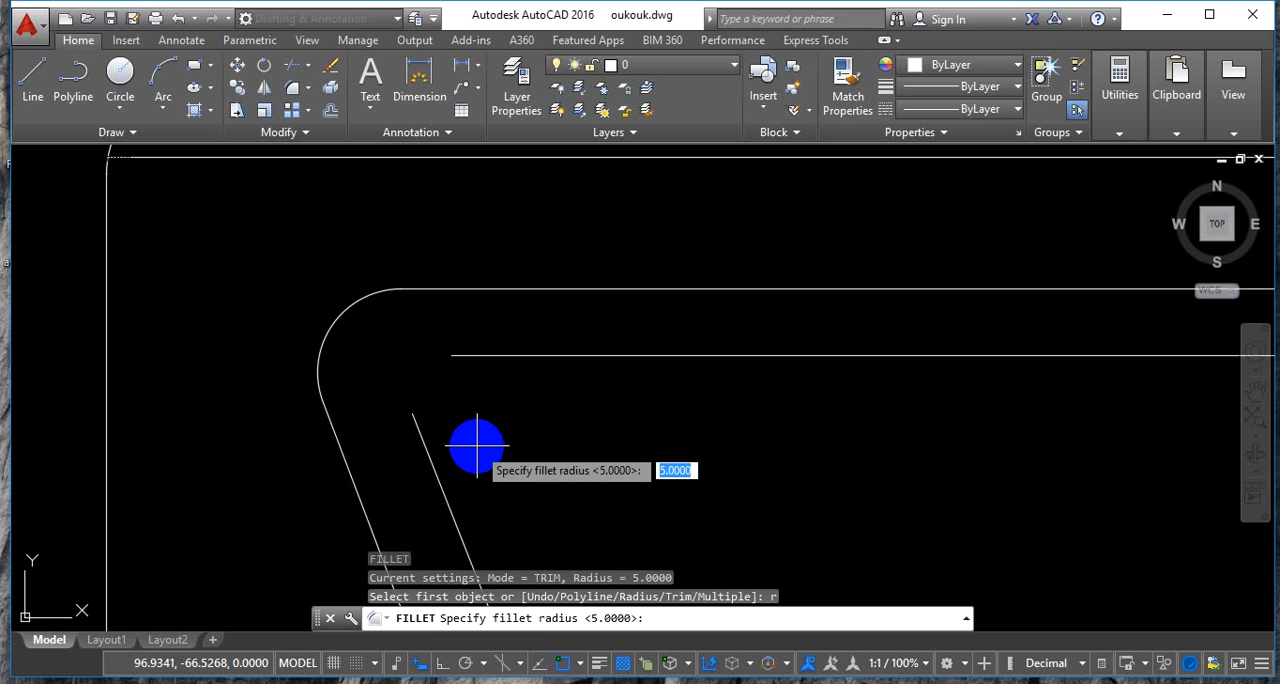 Drafting & Annotation
Autodesk AutoCAD 2016 oukouk.dwg
Type a keyword or phrase
Sign In
Home Insert Annotate Parametric View Manage Output Add-ins A360 Featured Apps BIM 360 Performance Express Tools
Line Polyline Circle Arc
Text Dimension
Layer Properties
0
Insert
Match Properties
ByLayer
ByLayer
ByLayer
Group
Utilities
Clipboard
View
Draw Modify Annotation Layers Block Properties Groups
N
W TOP E
S
WCS
Specify fillet radius <5.0000>: 5.0000
Y
X
FILLET
Current settings: Mode = TRIM, Radius = 5.0000
Select first object or [Undo/Polyline/Radius/Trim/Multiple]: r
FILLET Specify fillet radius <5.0000>:
Model Layout1 Layout2 +
96.9341, -66.5268, 0.0000 MODEL 1:1 / 100% Decimal